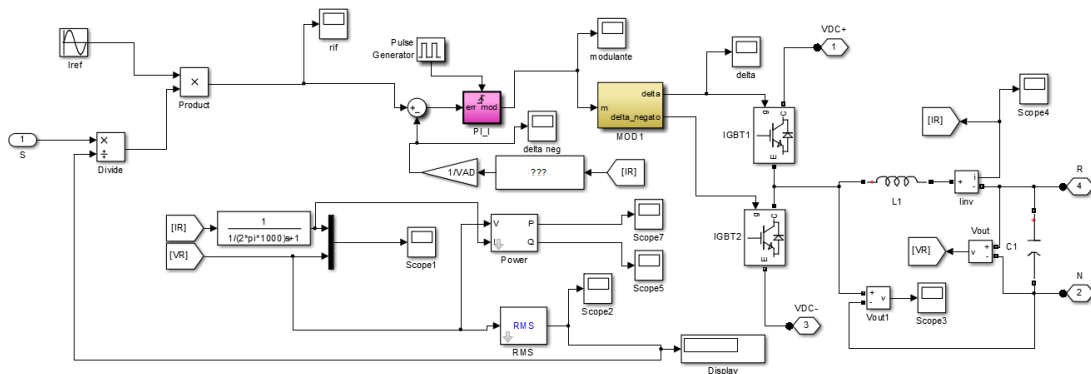 VDC+
1
Iref
rif
Pulse
Generator
modulante
delta
Product
err mod
PI_I
m
delta
delta_negato
MOD1
g
C
E
IGBT1
[IR]
Scope4
1
S
Divide
delta neg
1/VAD
???
[IR]
L1
+
i
-
Iinv
R
4
[IR]
1
1/(2*pi*1000)s+1
[VR]
Scope1
V
I
P
Q
Power
Scope7
Scope5
g
C
E
IGBT2
[VR]
Vout
v
+
-
C1
N
2
Scope2
RMS
RMS
VDC-
3
+
-
v
Vout1
Scope3
Display